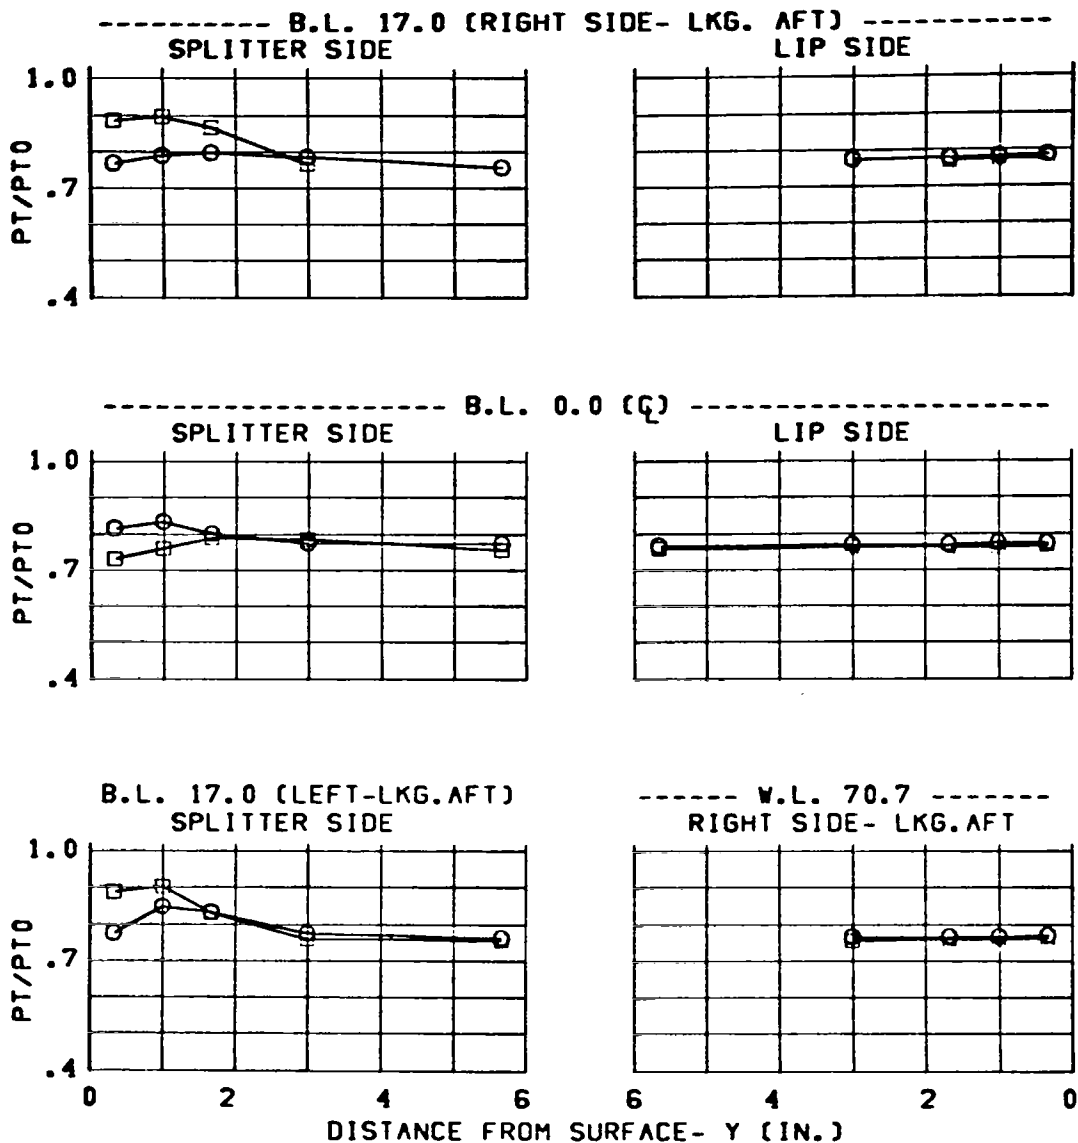 --------- B.L. 17.0 (RIGHT SIDE- LKG. AFT) ---------
SPLITTER SIDE LIP SIDE
1.0
.7
.4
PT/PTO
---------------- B.L. 0.0 (℄) -----------------
SPLITTER SIDE LIP SIDE
1.0
.7
.4
PT/PTO
B.L. 17.0 (LEFT-LKG.AFT) ------ W.L. 70.7 -------
SPLITTER SIDE RIGHT SIDE- LKG.AFT
1.0
.7
.4
PT/PTO
0 2 4 6 6 4 2 0
DISTANCE FROM SURFACE- Y (IN.)